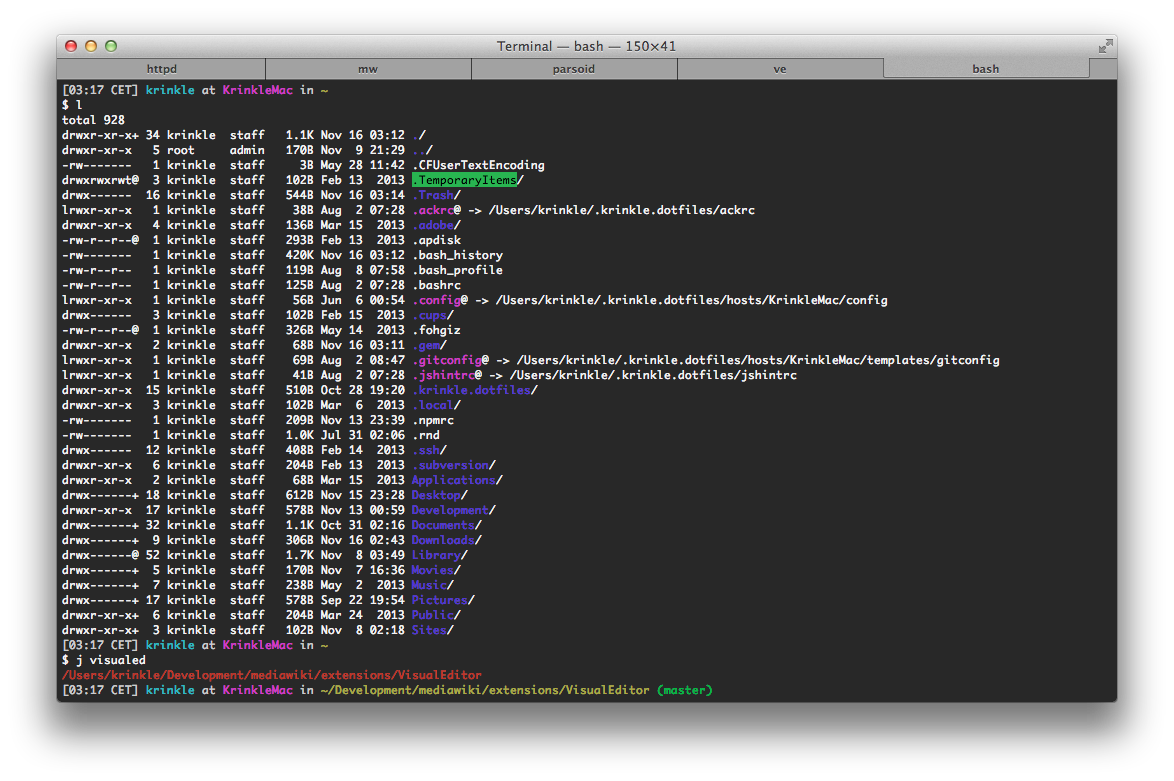 Terminal — bash — 150×41
httpd mw parsoid ve bash
[03:17 CET] krinkle at KrinkleMac in ~
$ l
total 928
drwxr-xr-x+ 34 krinkle  staff   1.1K Nov 16 03:12 ./
drwxr-xr-x   5 root     admin   170B Nov  9 21:29 ../
-rw-------   1 krinkle  staff     3B May 28 11:42 .CFUserTextEncoding
drwxrwxrwt@  3 krinkle  staff   102B Feb 13  2013 .TemporaryItems/
drwx------  16 krinkle  staff   544B Nov 16 03:14 .Trash/
lrwxr-xr-x   1 krinkle  staff    38B Aug  2 07:28 .ackrc@ -> /Users/krinkle/.krinkle.dotfiles/ackrc
drwxr-xr-x   4 krinkle  staff   136B Mar 15  2013 .adobe/
-rw-r--r--@  1 krinkle  staff   293B Feb 13  2013 .apdisk
-rw-------   1 krinkle  staff   420K Nov 16 03:12 .bash_history
-rw-r--r--   1 krinkle  staff   119B Aug  8 07:58 .bash_profile
-rw-r--r--   1 krinkle  staff   125B Aug  2 07:28 .bashrc
lrwxr-xr-x   1 krinkle  staff    56B Jun  6 00:54 .config@ -> /Users/krinkle/.krinkle.dotfiles/hosts/KrinkleMac/config
drwx------   3 krinkle  staff   102B Feb 15  2013 .cups/
-rw-r--r--@  1 krinkle  staff   326B May 14  2013 .fohgiz
drwxr-xr-x   2 krinkle  staff    68B Nov 16 03:11 .gem/
lrwxr-xr-x   1 krinkle  staff    69B Aug  2 08:47 .gitconfig@ -> /Users/krinkle/.krinkle.dotfiles/hosts/KrinkleMac/templates/gitconfig
lrwxr-xr-x   1 krinkle  staff    41B Aug  2 07:28 .jshintrc@ -> /Users/krinkle/.krinkle.dotfiles/jshintrc
drwxr-xr-x  15 krinkle  staff   510B Oct 28 19:20 .krinkle.dotfiles/
drwxr-xr-x   3 krinkle  staff   102B Mar  6  2013 .local/
-rw-------   1 krinkle  staff   209B Nov 13 23:39 .npmrc
-rw-------   1 krinkle  staff   1.0K Jul 31 02:06 .rnd
drwx------  12 krinkle  staff   408B Feb 14  2013 .ssh/
drwxr-xr-x   6 krinkle  staff   204B Feb 13  2013 .subversion/
drwxr-xr-x   2 krinkle  staff    68B Mar 15  2013 Applications/
drwx------+ 18 krinkle  staff   612B Nov 15 23:28 Desktop/
drwxr-xr-x  17 krinkle  staff   578B Nov 13 00:59 Development/
drwx------+ 32 krinkle  staff   1.1K Oct 31 02:16 Documents/
drwx------+  9 krinkle  staff   306B Nov 16 02:43 Downloads/
drwx------@ 52 krinkle  staff   1.7K Nov  8 03:49 Library/
drwx------+  5 krinkle  staff   170B Nov  7 16:36 Movies/
drwx------+  7 krinkle  staff   238B May  2  2013 Music/
drwx------+ 17 krinkle  staff   578B Sep 22 19:54 Pictures/
drwxr-xr-x+  6 krinkle  staff   204B Mar 24  2013 Public/
drwxr-xr-x+  3 krinkle  staff   102B Nov  8 02:18 Sites/
[03:17 CET] krinkle at KrinkleMac in ~
$ j visualed
/Users/krinkle/Development/mediawiki/extensions/VisualEditor
[03:17 CET] krinkle at KrinkleMac in ~/Development/mediawiki/extensions/VisualEditor (master)